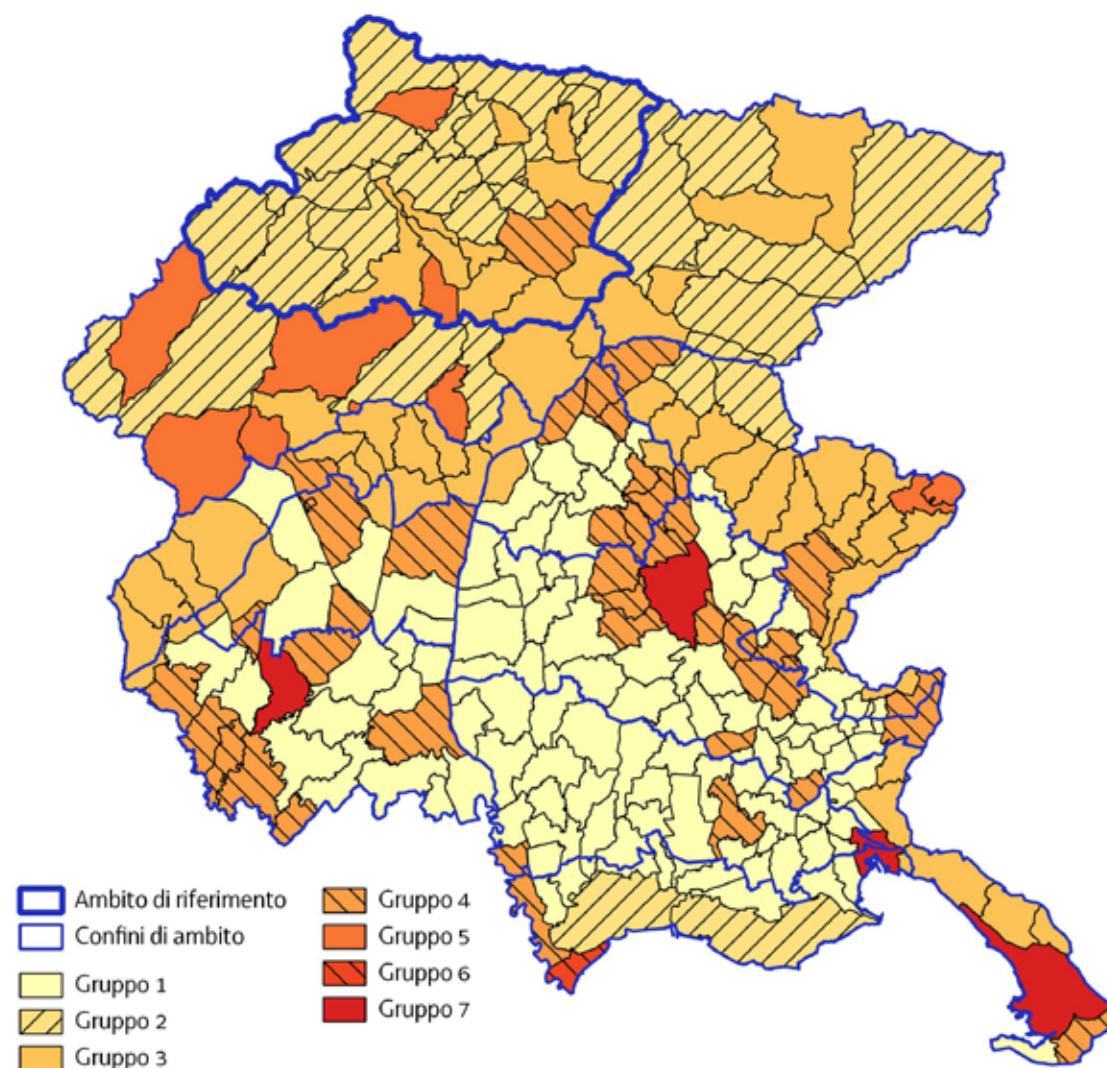 Ambito di riferimento
Confini di ambito
Gruppo 1
Gruppo 2
Gruppo 3
Gruppo 4
Gruppo 5
Gruppo 6
Gruppo 7